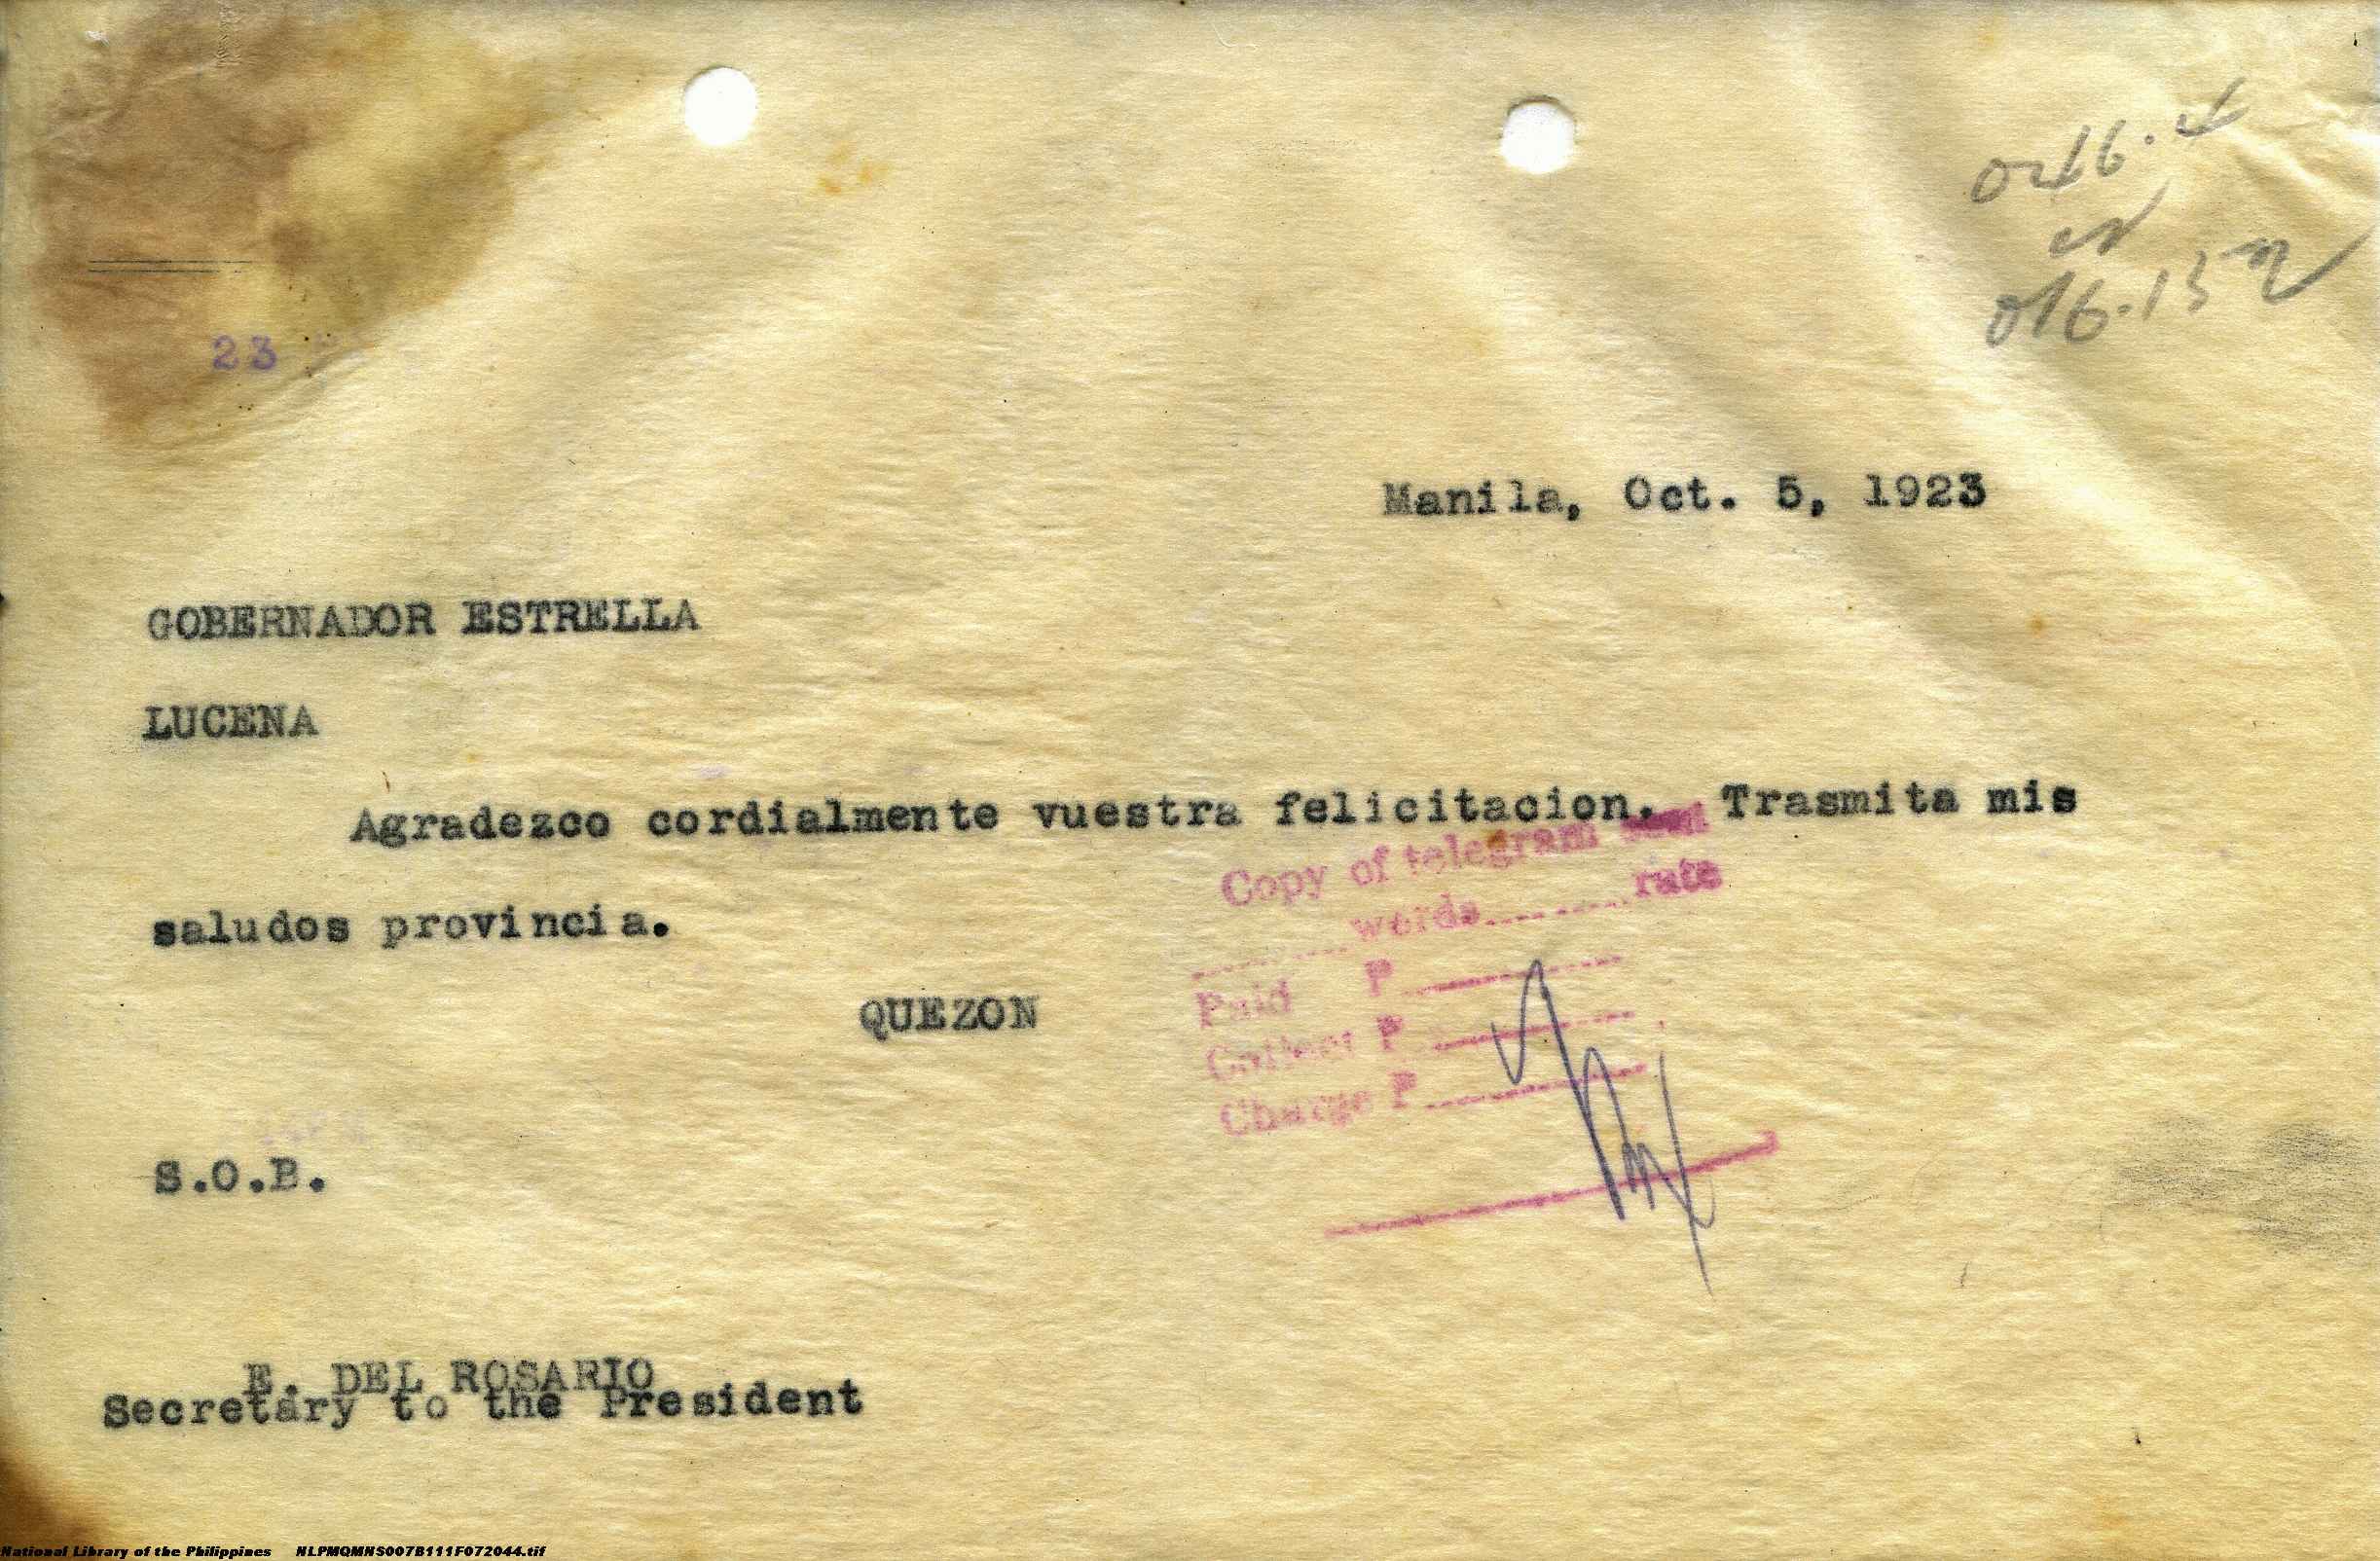 23
Manila, Oct. 5, 1923
GOBERNADOR ESTRELLA
LUCENA
Agradezco cordialmente vuestra felicitacion. Trasmita mis
saludos provincia.
QUEZON
Copy of telegram sent
words rate
Paid P
Collect P
Charge P
S.O.B.
E. DEL ROSARIO
Secretary to the President
National Library of the Philippines NLPMQMNS007B111F072044.tif